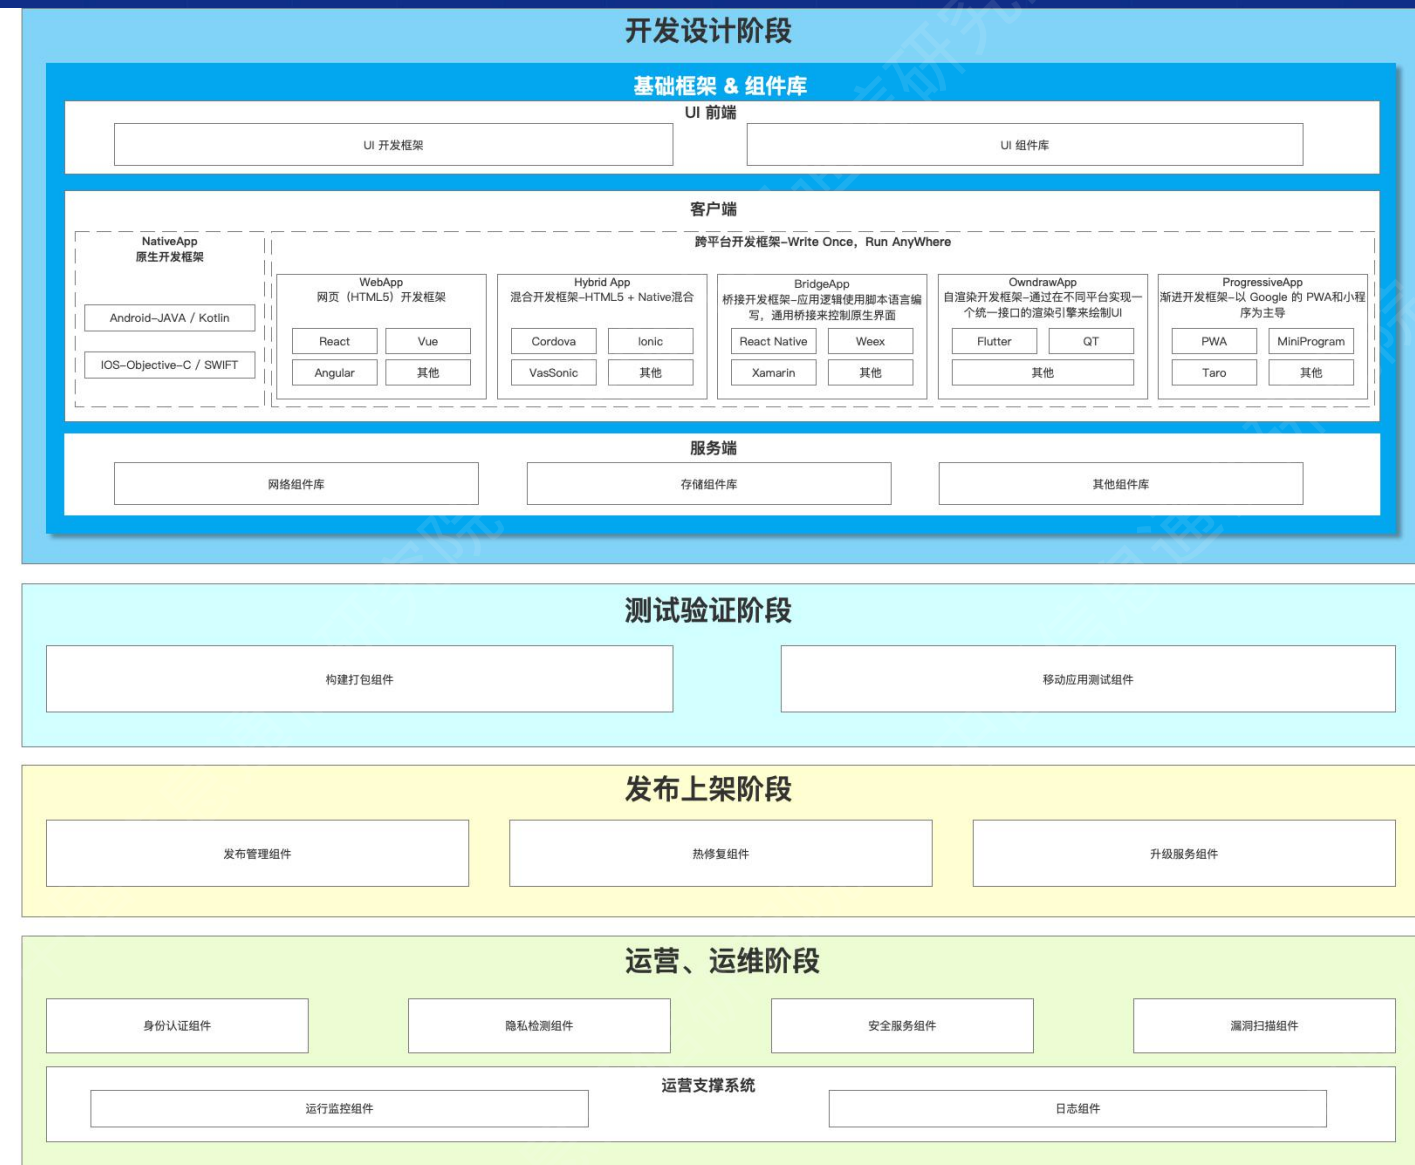 开发设计阶段
基础框架 & 组件库
UI 前端
UI 开发框架
UI 组件库
客户端
NativeApp
原生开发框架
Android–JAVA / Kotlin
IOS–Objective–C / SWIFT
跨平台开发框架–Write Once，Run AnyWhere
WebApp
网页（HTML5）开发框架
React
Vue
Angular
其他
Hybrid App
混合开发框架–HTML5 + Native混合
Cordova
Ionic
VasSonic
其他
BridgeApp
桥接开发框架–应用逻辑使用脚本语言编
写，通用桥接来控制原生界面
React Native
Weex
Xamarin
其他
OwndrawApp
自渲染开发框架–通过在不同平台实现一
个统一接口的渲染引擎来绘制UI
Flutter
QT
其他
ProgressiveApp
渐进开发框架–以 Google 的 PWA和小程
序为主导
PWA
MiniProgram
Taro
其他
服务端
网络组件库
存储组件库
其他组件库
测试验证阶段
构建打包组件
移动应用测试组件
发布上架阶段
发布管理组件
热修复组件
升级服务组件
运营、运维阶段
身份认证组件
隐私检测组件
安全服务组件
漏洞扫描组件
运营支撑系统
运行监控组件
日志组件